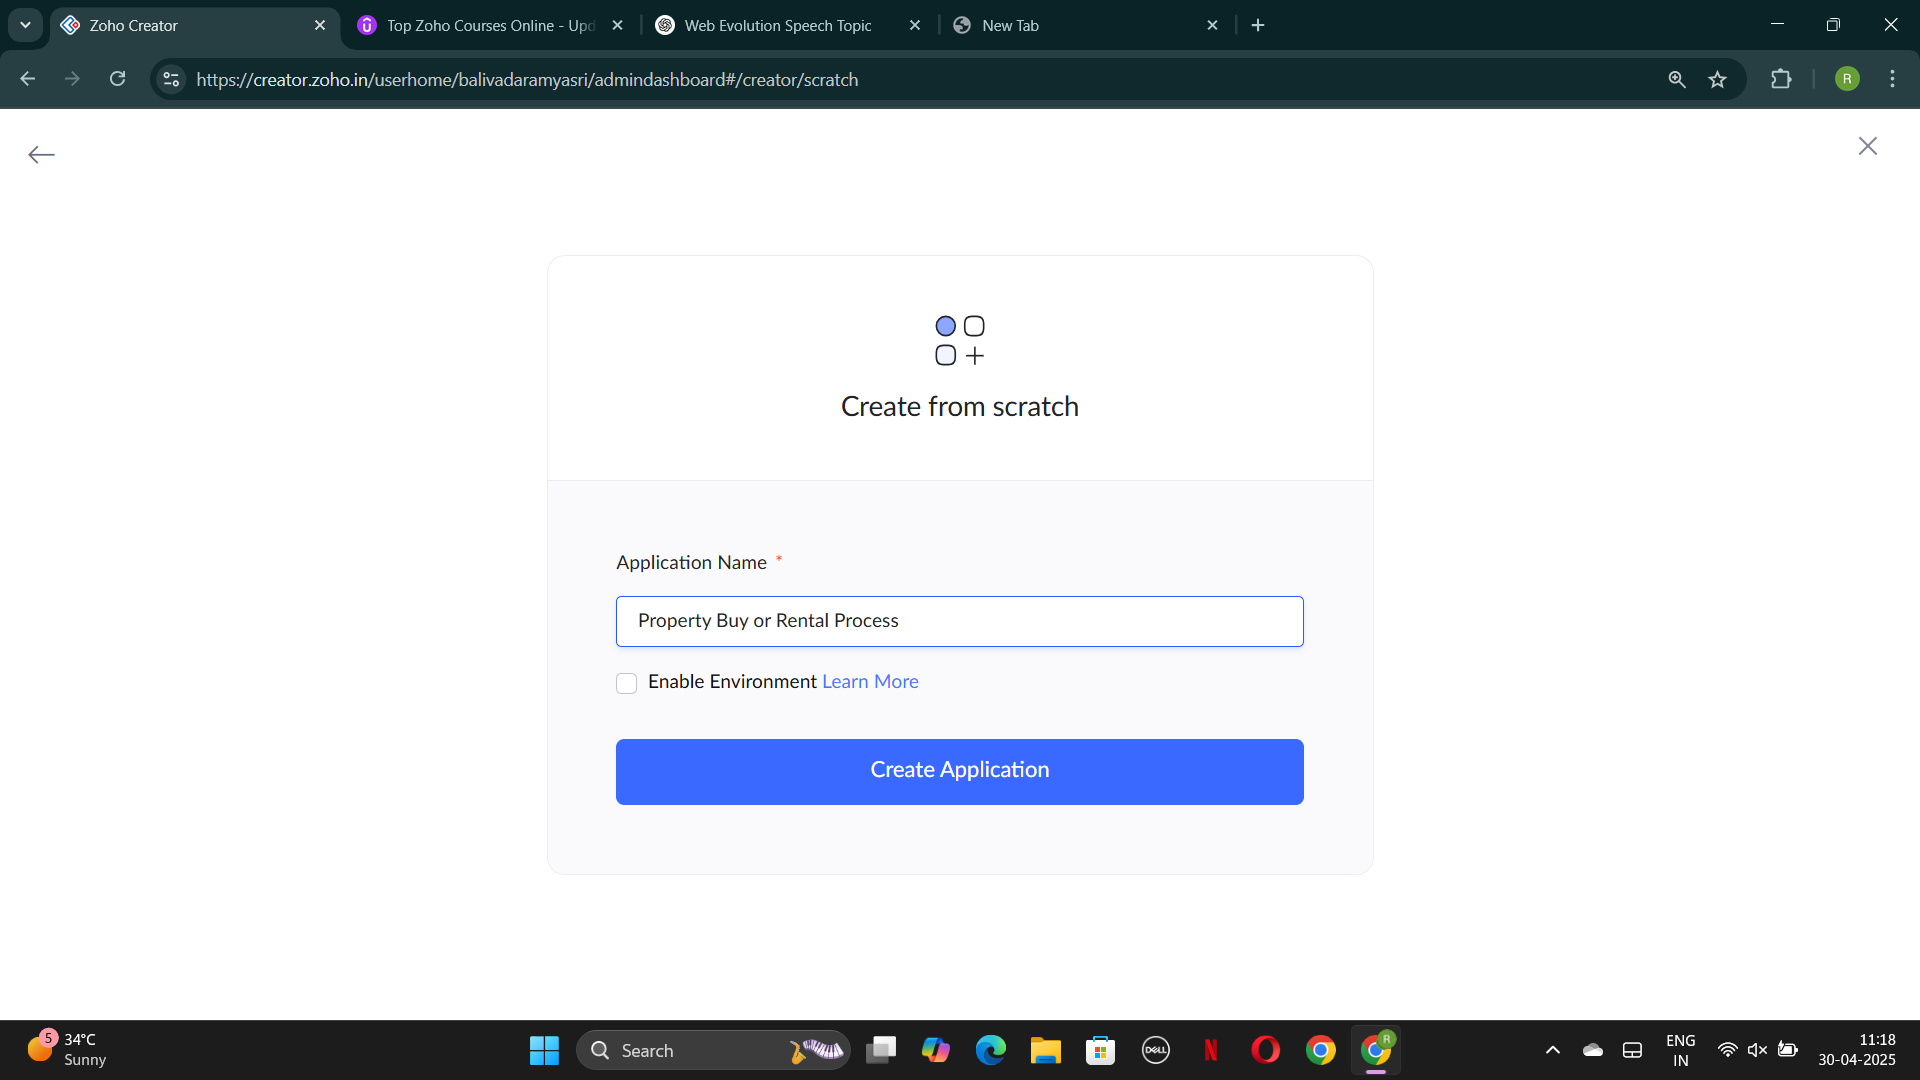 Zoho Creator
Top Zoho Courses Online - Upd
Web Evolution Speech Topic
New Tab
https://creator.zoho.in/userhome/balivadaramyasri/admindashboard#/creator/scratch
R
Create from scratch
Application Name *
Property Buy or Rental Process
Enable Environment Learn More
Create Application
5
34°C
Sunny
Search
DELL
N
R
ENG
IN
11:18
30-04-2025